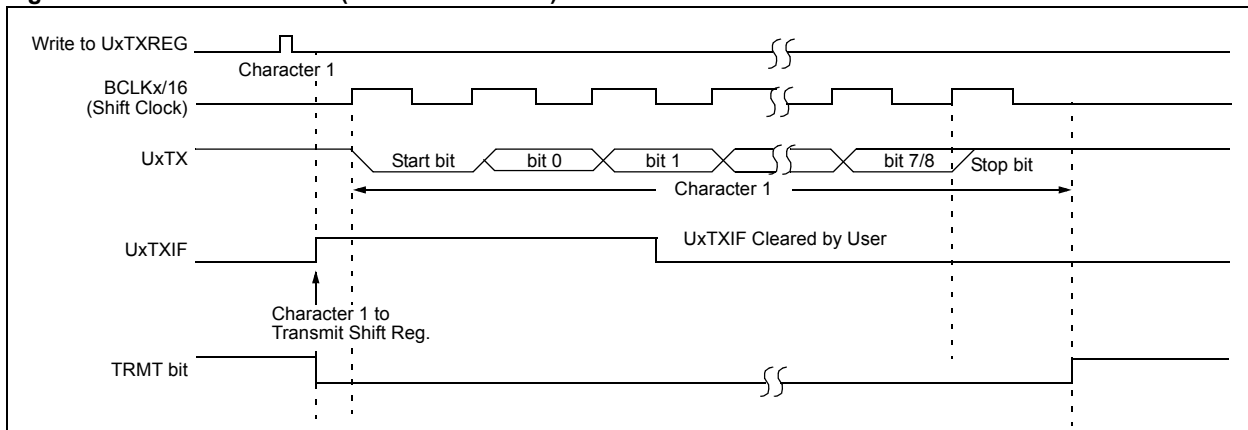 Write to UxTXREG
Character 1
BCLKx/16
(Shift Clock)
UxTX
Start bit
bit 0
bit 1
bit 7/8
Stop bit
Character 1
UxTXIF
UxTXIF Cleared by User
Character 1 to
Transmit Shift Reg.
TRMT bit